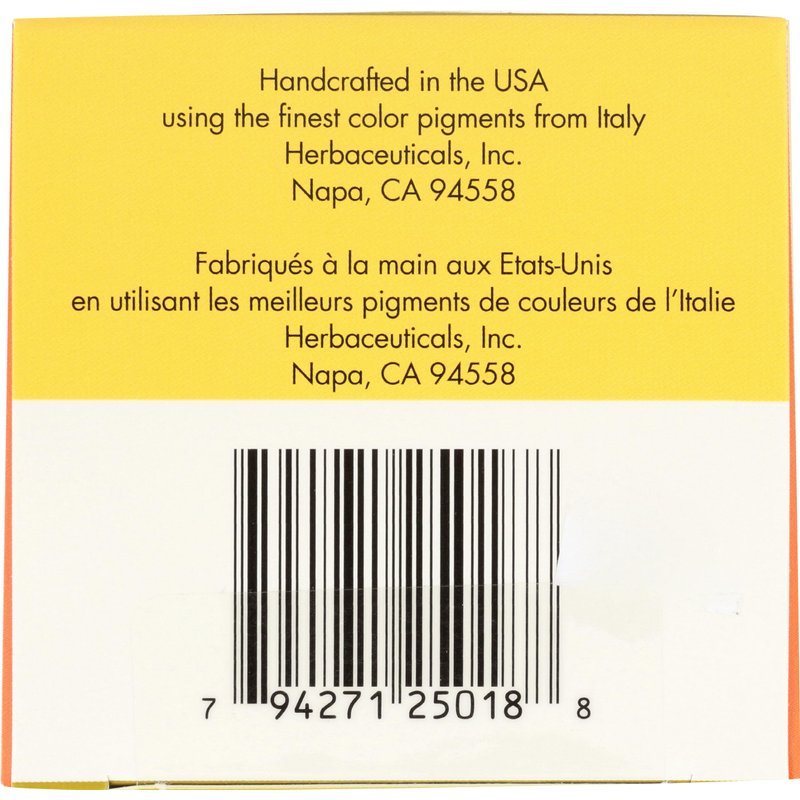 Handcrafted in the USA
using the finest color pigments from Italy
Herbaceuticals, Inc.
Napa, CA 94558
Fabriqués à la main aux Etats-Unis
en utilisant les meilleurs pigments de couleurs de l'Italie
Herbaceuticals, Inc.
Napa, CA 94558
7 94271 25018 8